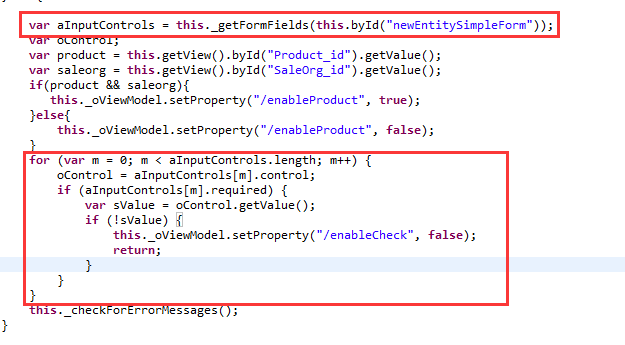 var aInputControls = this._getFormFields(this.byId("newEntitySimpleForm"));
var oControl;
var product = this.getView().byId("Product_id").getValue();
var saleorg = this.getView().byId("SaleOrg_id").getValue();
if(product && saleorg){
this._oViewModel.setProperty("/enableProduct", true);
}else{
this._oViewModel.setProperty("/enableProduct", false);
}
for (var m = 0; m < aInputControls.length; m++) {
oControl = aInputControls[m].control;
if (aInputControls[m].required) {
var sValue = oControl.getValue();
if (!sValue) {
this._oViewModel.setProperty("/enableCheck", false);
return;
}
}
}
this._checkForErrorMessages();
}